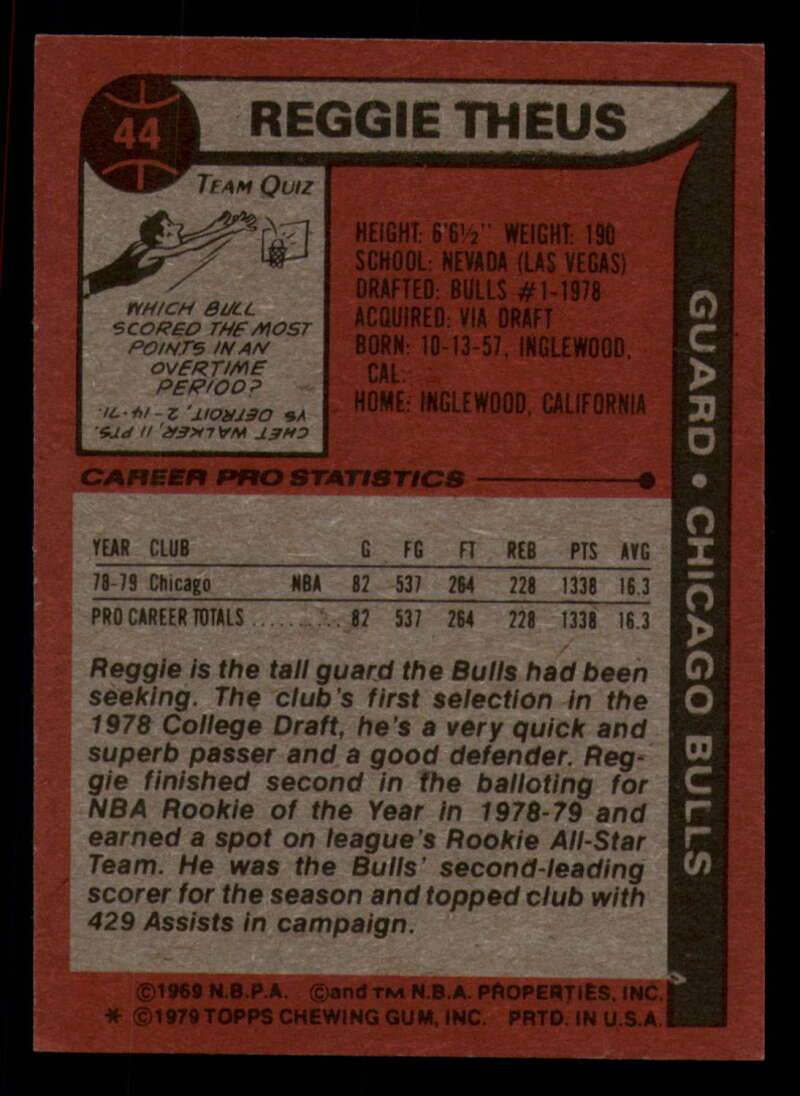 44
REGGIE THEUS
TEAM QUIZ
WHICH BULL
SCORED THE MOST
POINTS IN AN
OVERTIME
PERIOD?
CHET WALKER, 11 PTS.
VS DETROIT, 2-14-71.
HEIGHT: 6'6½" WEIGHT: 190
SCHOOL: NEVADA (LAS VEGAS)
DRAFTED: BULLS #1-1978
ACQUIRED: VIA DRAFT
BORN: 10-13-57, INGLEWOOD,
CAL.
HOME: INGLEWOOD, CALIFORNIA
GUARD • CHICAGO BULLS
CAREER PRO STATISTICS
YEAR CLUB G FG FT REB PTS AVG
78-79 Chicago NBA 82 537 264 228 1338 16.3
PRO CAREER TOTALS .......... 82 537 264 228 1338 16.3
Reggie is the tall guard the Bulls had been
seeking. The club's first selection in the
1978 College Draft, he's a very quick and
superb passer and a good defender. Reg-
gie finished second in the balloting for
NBA Rookie of the Year in 1978-79 and
earned a spot on league's Rookie All-Star
Team. He was the Bulls' second-leading
scorer for the season and topped club with
429 Assists in campaign.
©1969 N.B.P.A. ©and TM N.B.A. PROPERTIES, INC.
* ©1979 TOPPS CHEWING GUM, INC. PRTD. IN U.S.A.